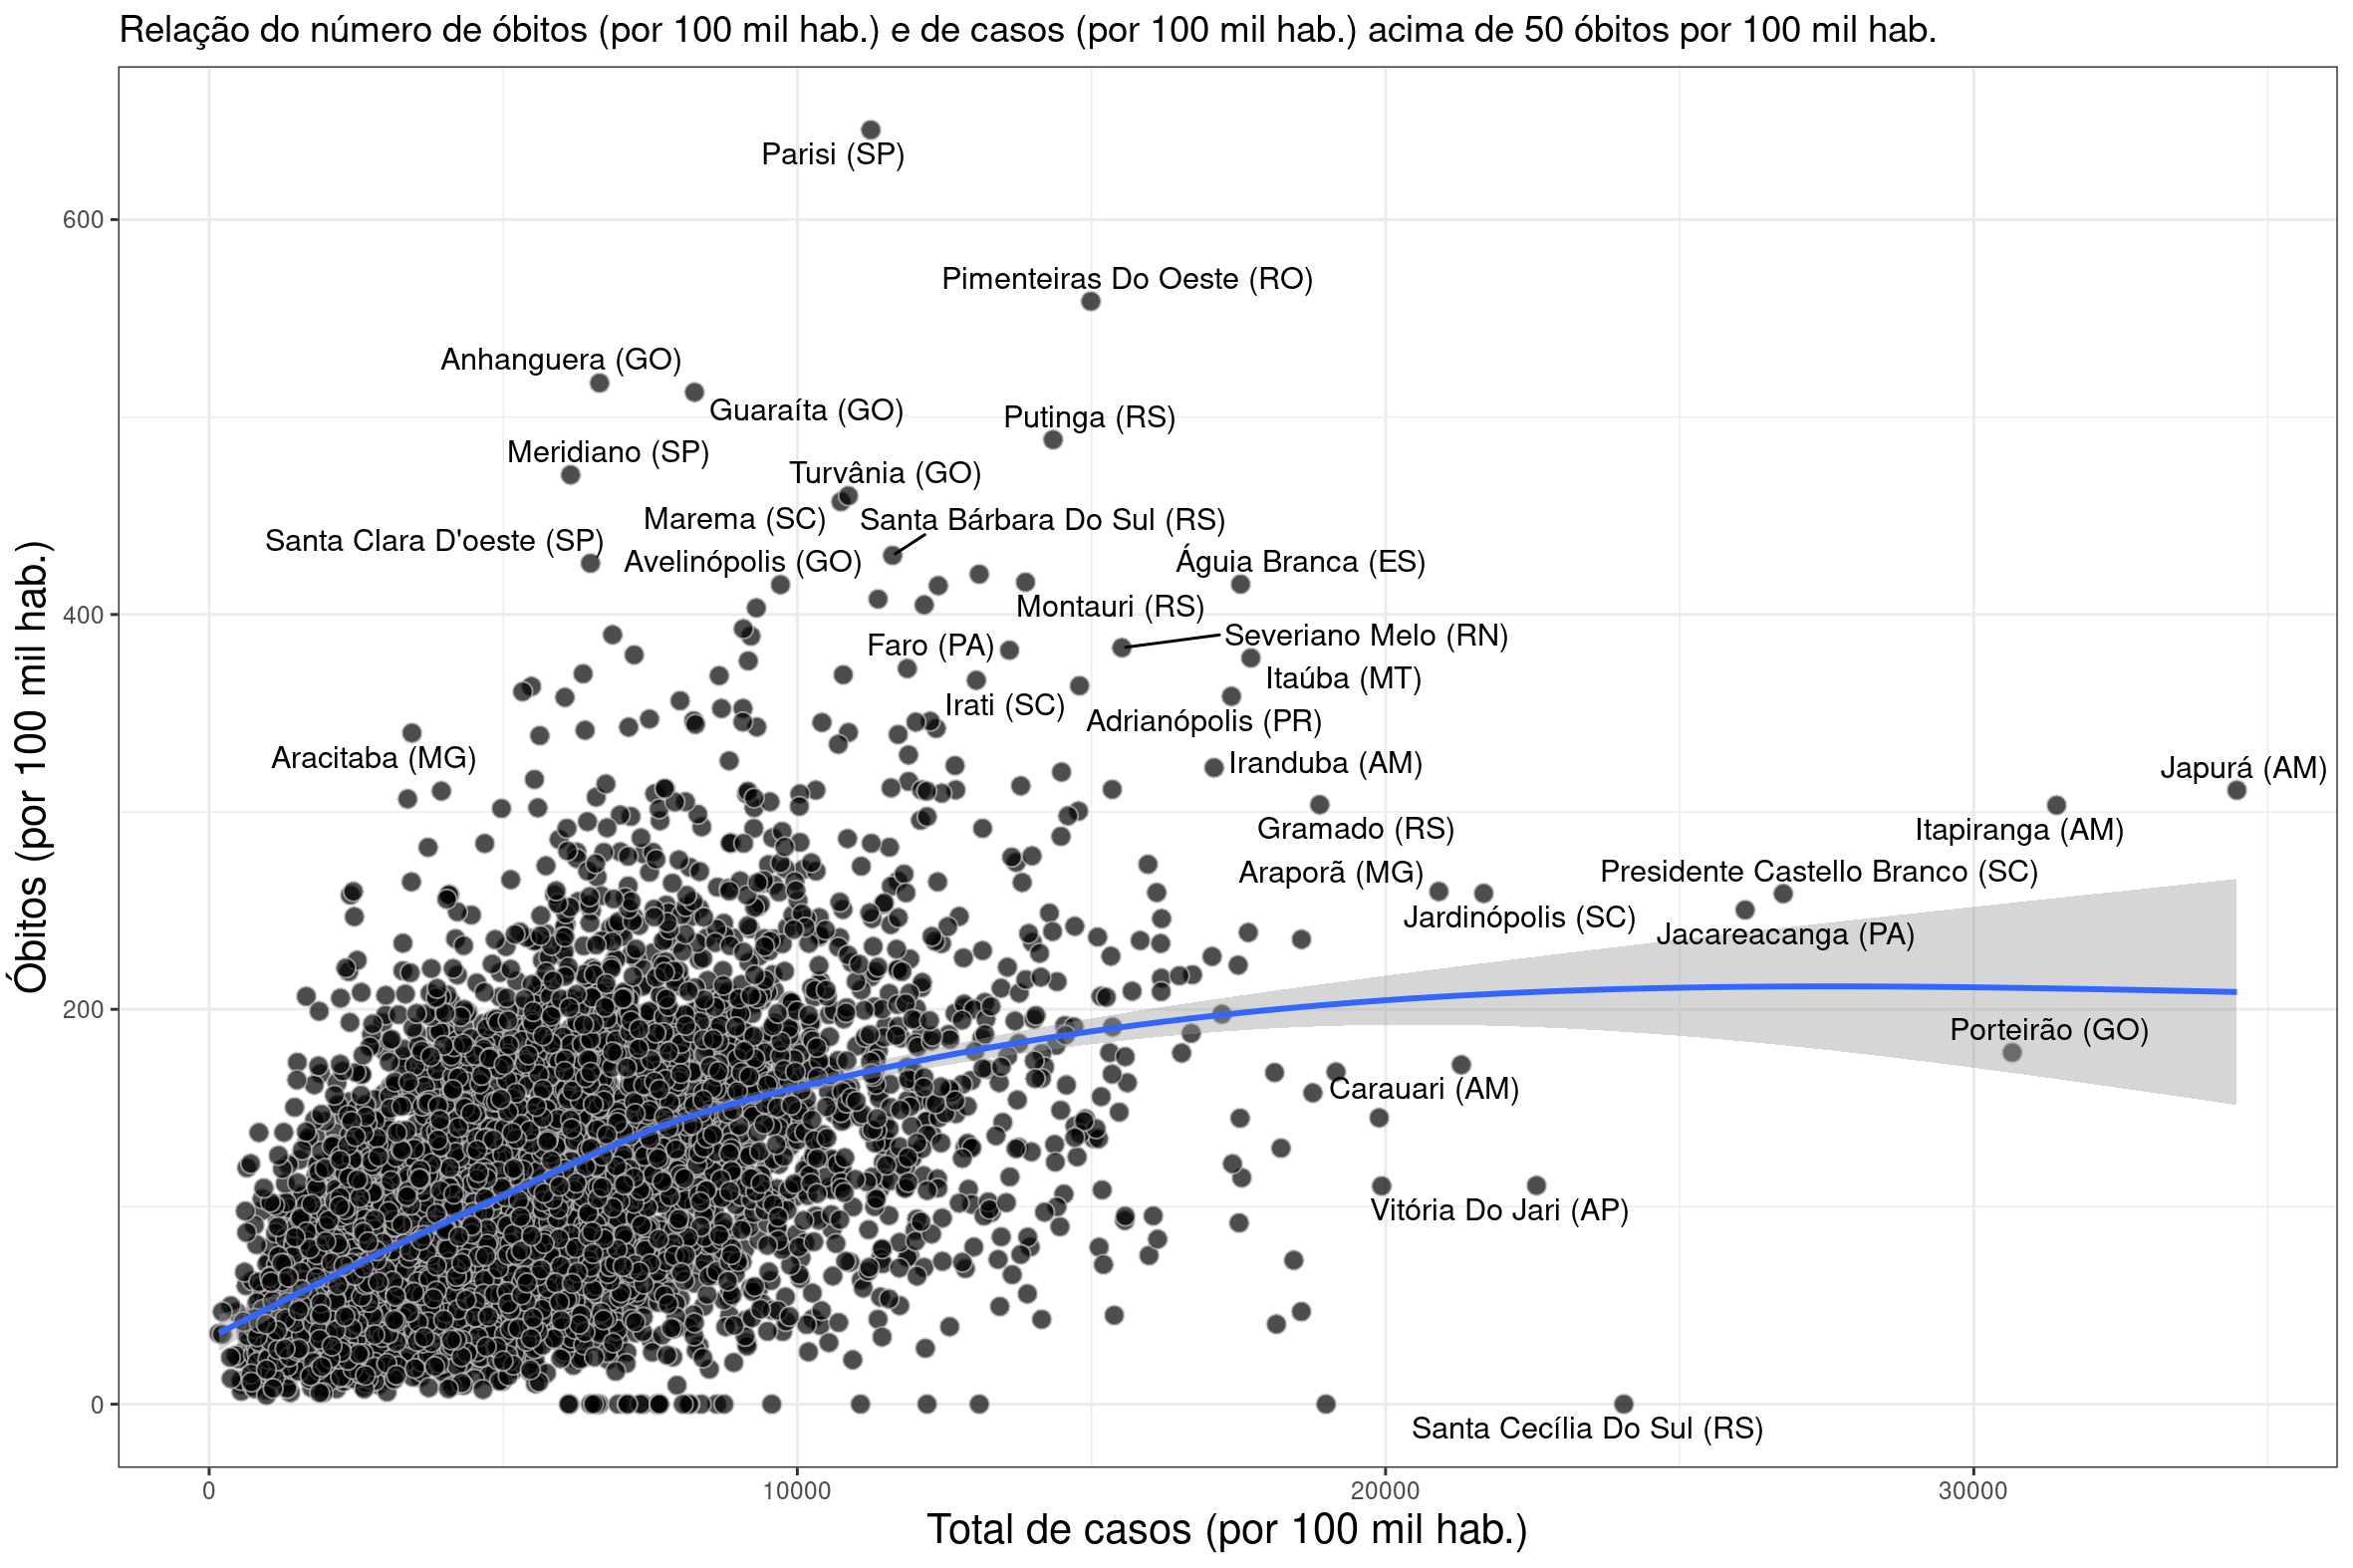 Relação do número de óbitos (por 100 mil hab.) e de casos (por 100 mil hab.) acima de 50 óbitos por 100 mil hab.
Parisi (SP)
600
Pimenteiras Do Oeste (RO)
Anhanguera (GO)
Guaraíta (GO)
Putinga (RS)
Meridiano (SP)
Turvânia (GO)
Marema (SC)
Santa Bárbara Do Sul (RS)
Santa Clara D'oeste (SP)
Avelinópolis (GO)
Águia Branca (ES)
400
Montauri (RS)
Severiano Melo (RN)
Faro (PA)
Itaúba (MT)
Irati (SC)
Adrianópolis (PR)
Aracitaba (MG)
Iranduba (AM)
Japurá (AM)
Gramado (RS)
Itapiranga (AM)
Araporã (MG)
Presidente Castello Branco (SC)
Jardinópolis (SC)
Jacareacanga (PA)
200
Porteirão (GO)
Carauari (AM)
Vitória Do Jari (AP)
0
Santa Cecília Do Sul (RS)
Óbitos (por 100 mil hab.)
0
10000
20000
30000
Total de casos (por 100 mil hab.)